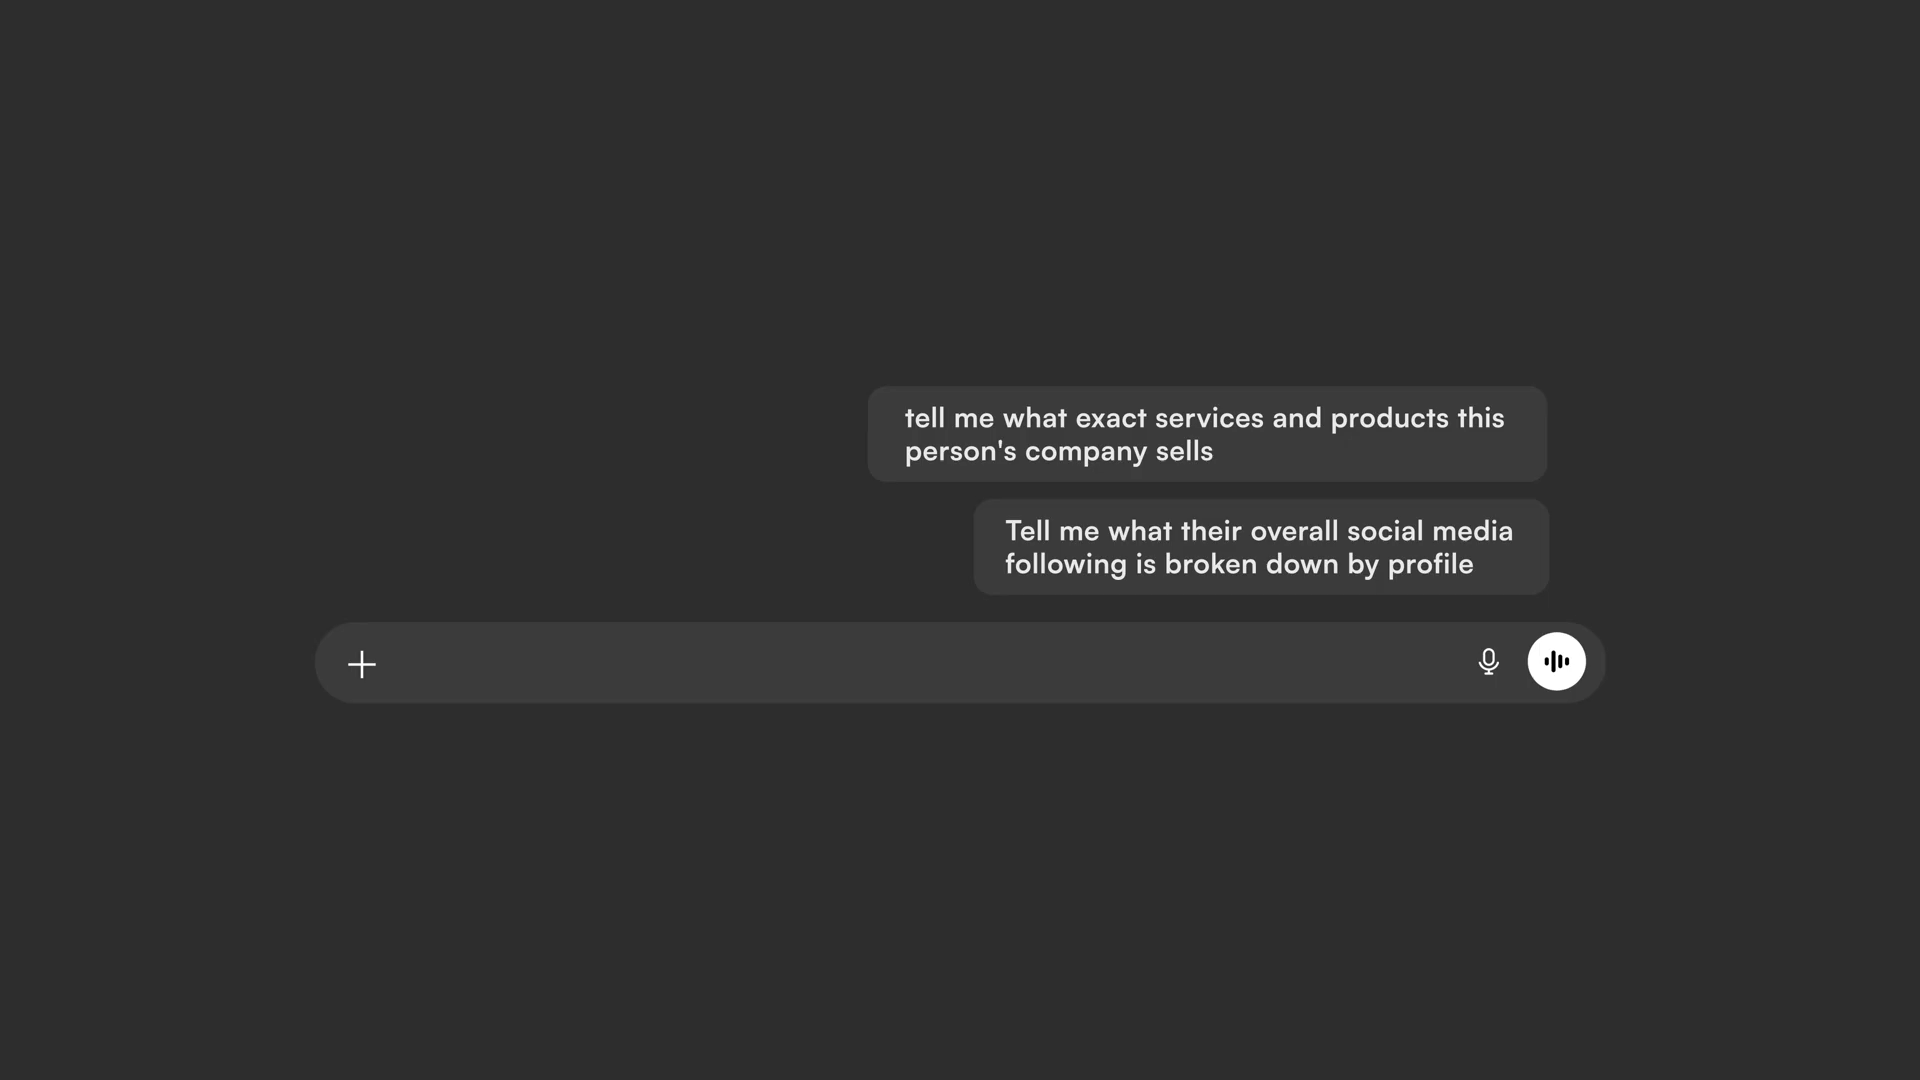 tell me what exact services and products this
person's company sells
Tell me what their overall social media
following is broken down by profile